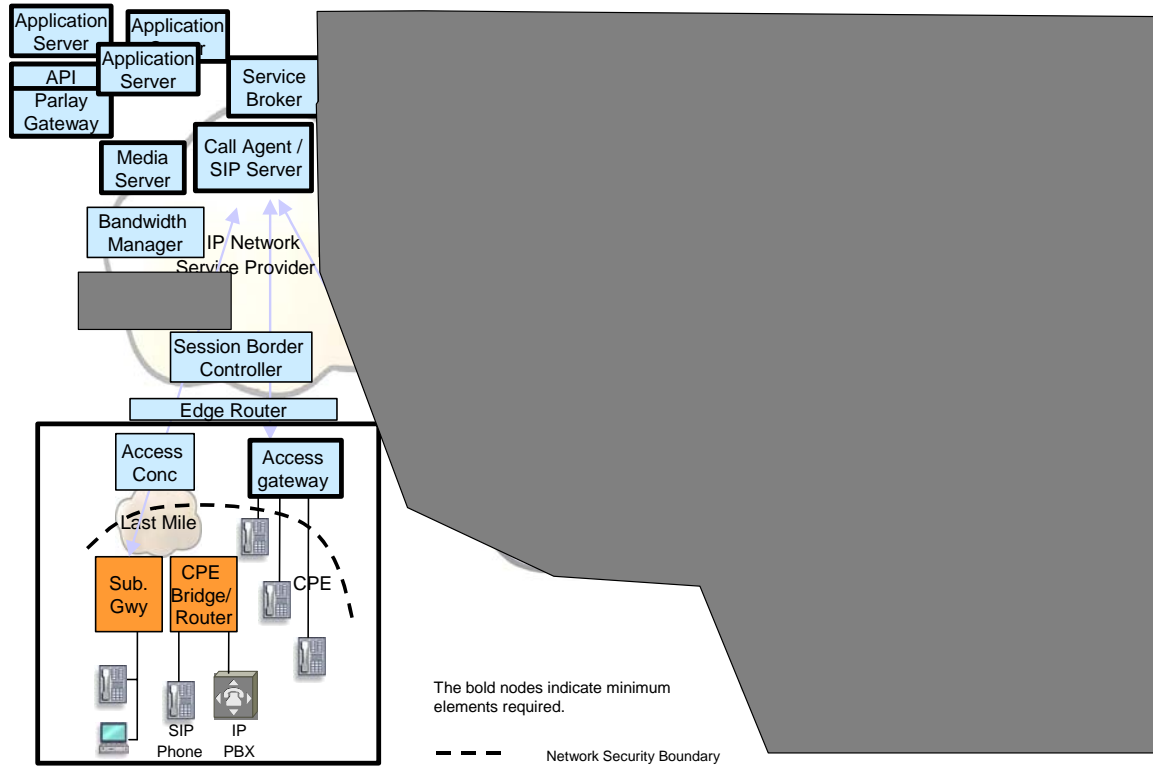 Application
Server
Application
r
Application
Server
API
Parlay
Gateway
Service
Broker
Media
Server
Call Agent /
SIP Server
Bandwidth
Manager
IP Network
Service Provider
Session Border
Controller
Edge Router
Access
Conc
Access
gateway
Last Mile
Sub.
Gwy
CPE
Bridge/
Router
CPE
SIP
Phone
IP
PBX
The bold nodes indicate minimum
elements required.
Network Security Boundary